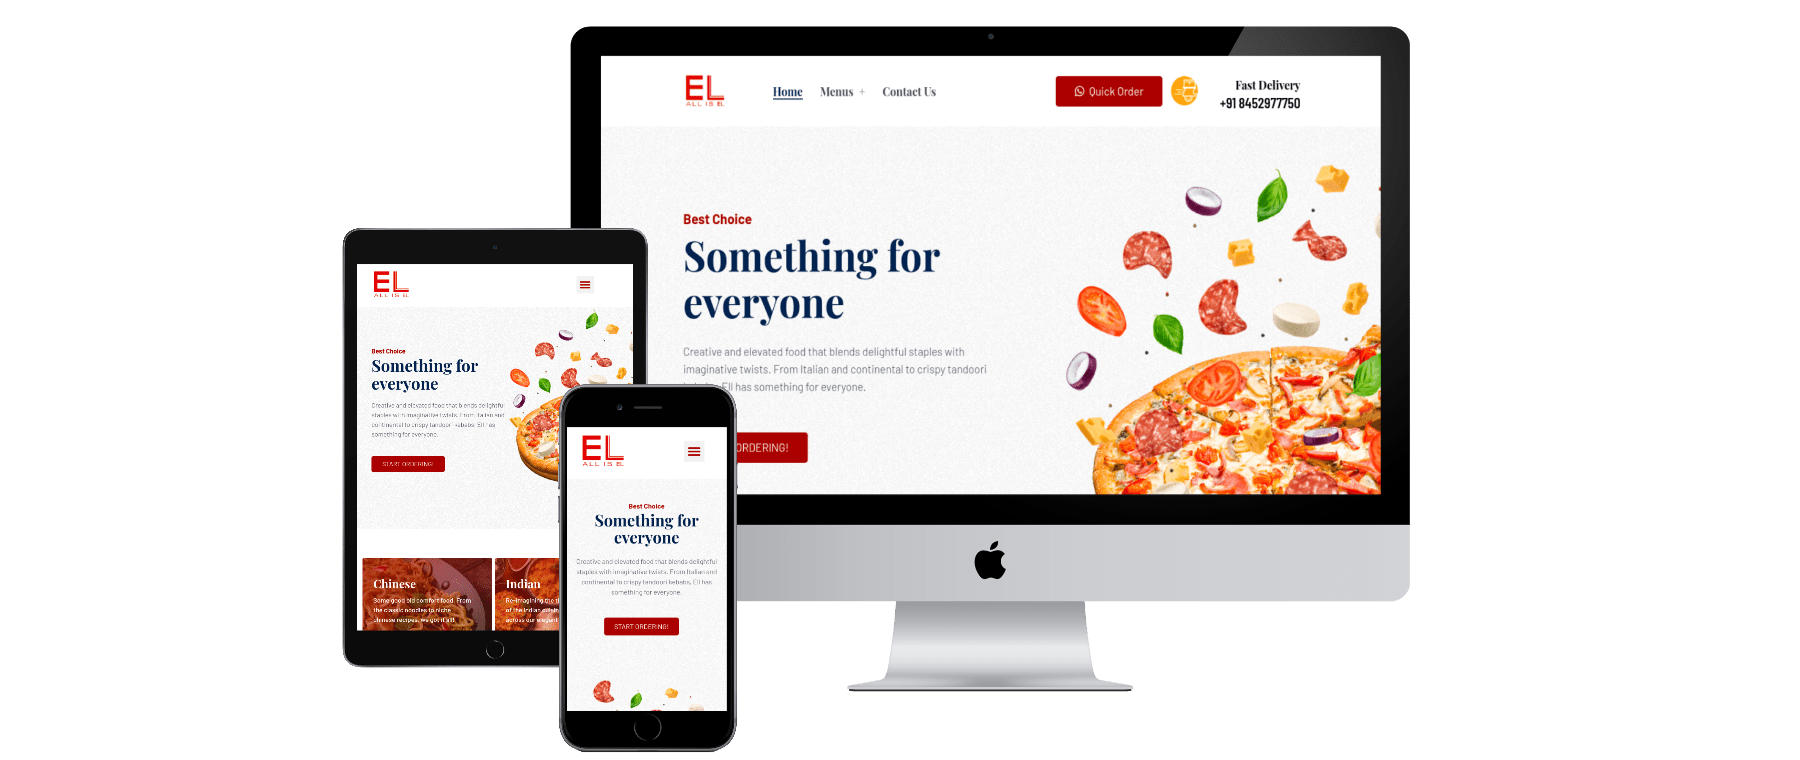 EL
ALL IS EL
Home
Menus +
Contact Us
Quick Order
Fast Delivery
+91 8452977750
Best Choice
Something for
everyone
Creative and elevated food that blends delightful staples with
imaginative twists. From Italian and continental to crispy tandoori
Ell has something for everyone.
ORDERING!
EL
ALL IS EL
Best Choice
Something for
everyone
Creative and elevated food that blends delightful
staples with imaginative twists. From Italian and
continental to crispy tandoori kebabs, Ell has
something for everyone.
START ORDERING!
Chinese
Some good old comfort food. From
the classic noodles to niche
chinese recipes, we got it all!
Indian
Re-imagining the
of the Indian
across our elegant
EL
ALL IS EL
Best Choice
Something for
everyone
Creative and elevated food that blends delightful
staples with imaginative twists. From Italian and
continental to crispy tandoori kebabs, Ell has
something for everyone.
START ORDERING!